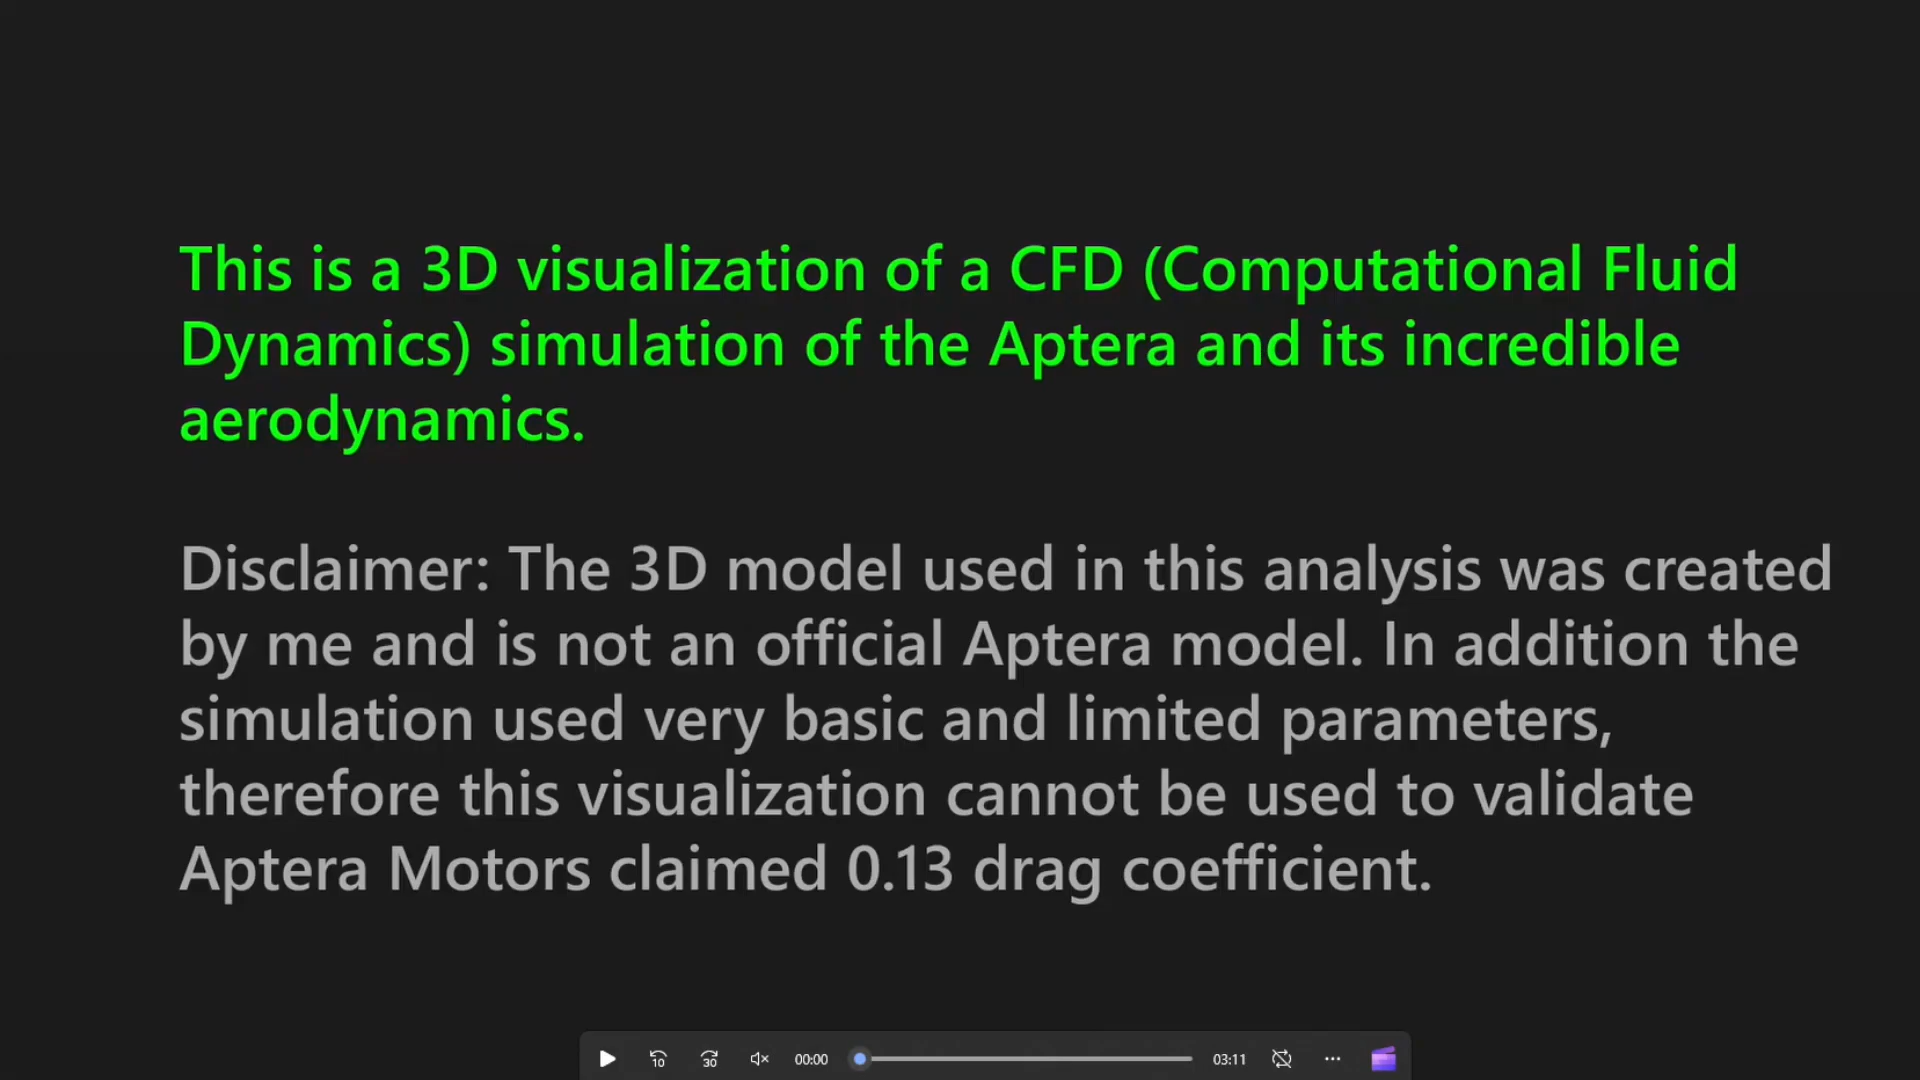 This is a 3D visualization of a CFD (Computational Fluid
Dynamics) simulation of the Aptera and its incredible
aerodynamics.
Disclaimer: The 3D model used in this analysis was created
by me and is not an official Aptera model. In addition the
simulation used very basic and limited parameters,
therefore this visualization cannot be used to validate
Aptera Motors claimed 0.13 drag coefficient.
10 30 00:00 03:11